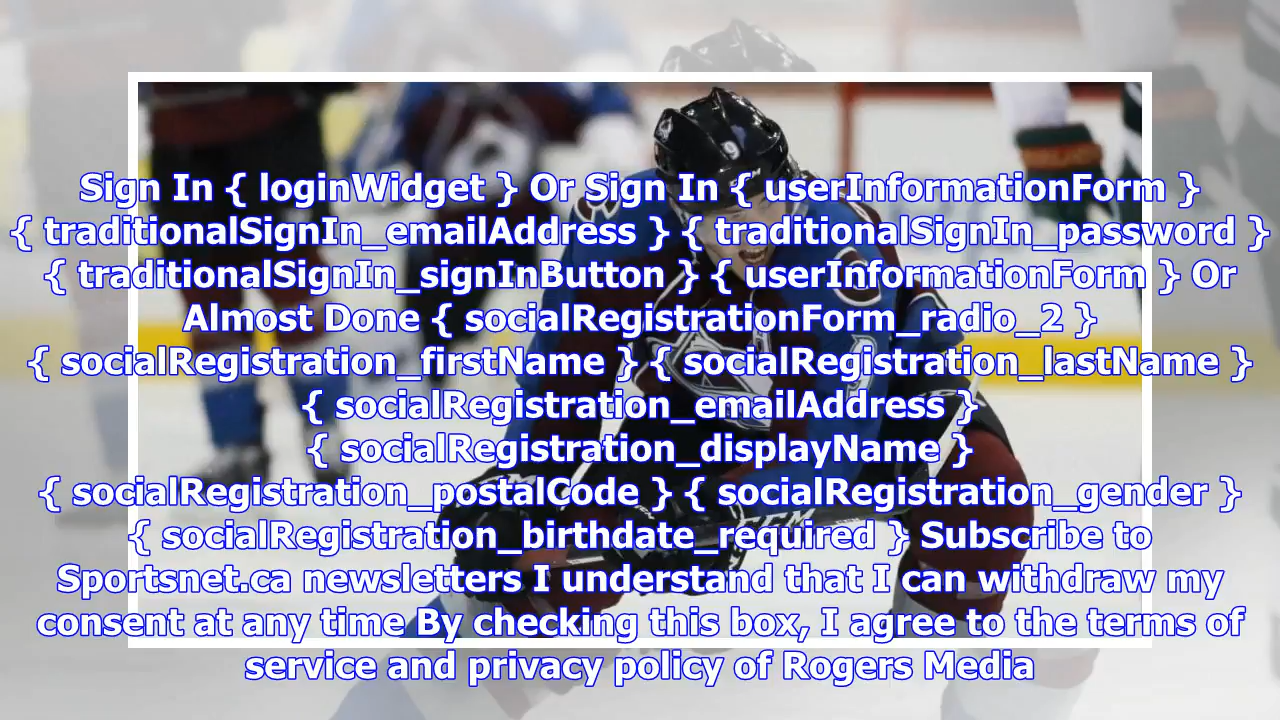 Sign In { loginWidget } Or Sign In { userInformationForm }
{ traditionalSignIn_emailAddress } { traditionalSignIn_password }
{ traditionalSignIn_signInButton } { userInformationForm } Or
Almost Done { socialRegistrationForm_radio_2 }
{ socialRegistration_firstName } { socialRegistration_lastName }
{ socialRegistration_emailAddress }
{ socialRegistration_displayName }
{ socialRegistration_postalCode } { socialRegistration_gender }
{ socialRegistration_birthdate_required } Subscribe to
Sportsnet.ca newsletters I understand that I can withdraw my
consent at any time By checking this box, I agree to the terms of
service and privacy policy of Rogers Media
9
CCM